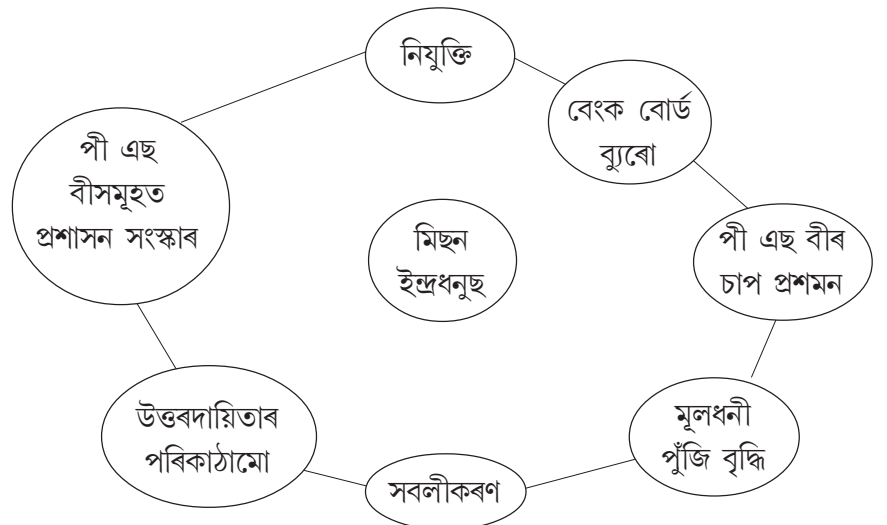 নিযুক্তি
বেংক বোৰ্ড
ব্যুৰো
পী এছ
বীসমূহত
প্ৰশাসন সংস্কাৰ
মিছন
ইন্দ্ৰধনুছ
পী এছ বীৰ
চাপ প্ৰশমন
উত্তৰদায়িতাৰ
পৰিকাঠামো
মূলধনী
পুঁজি বৃদ্ধি
সবলীকৰণ